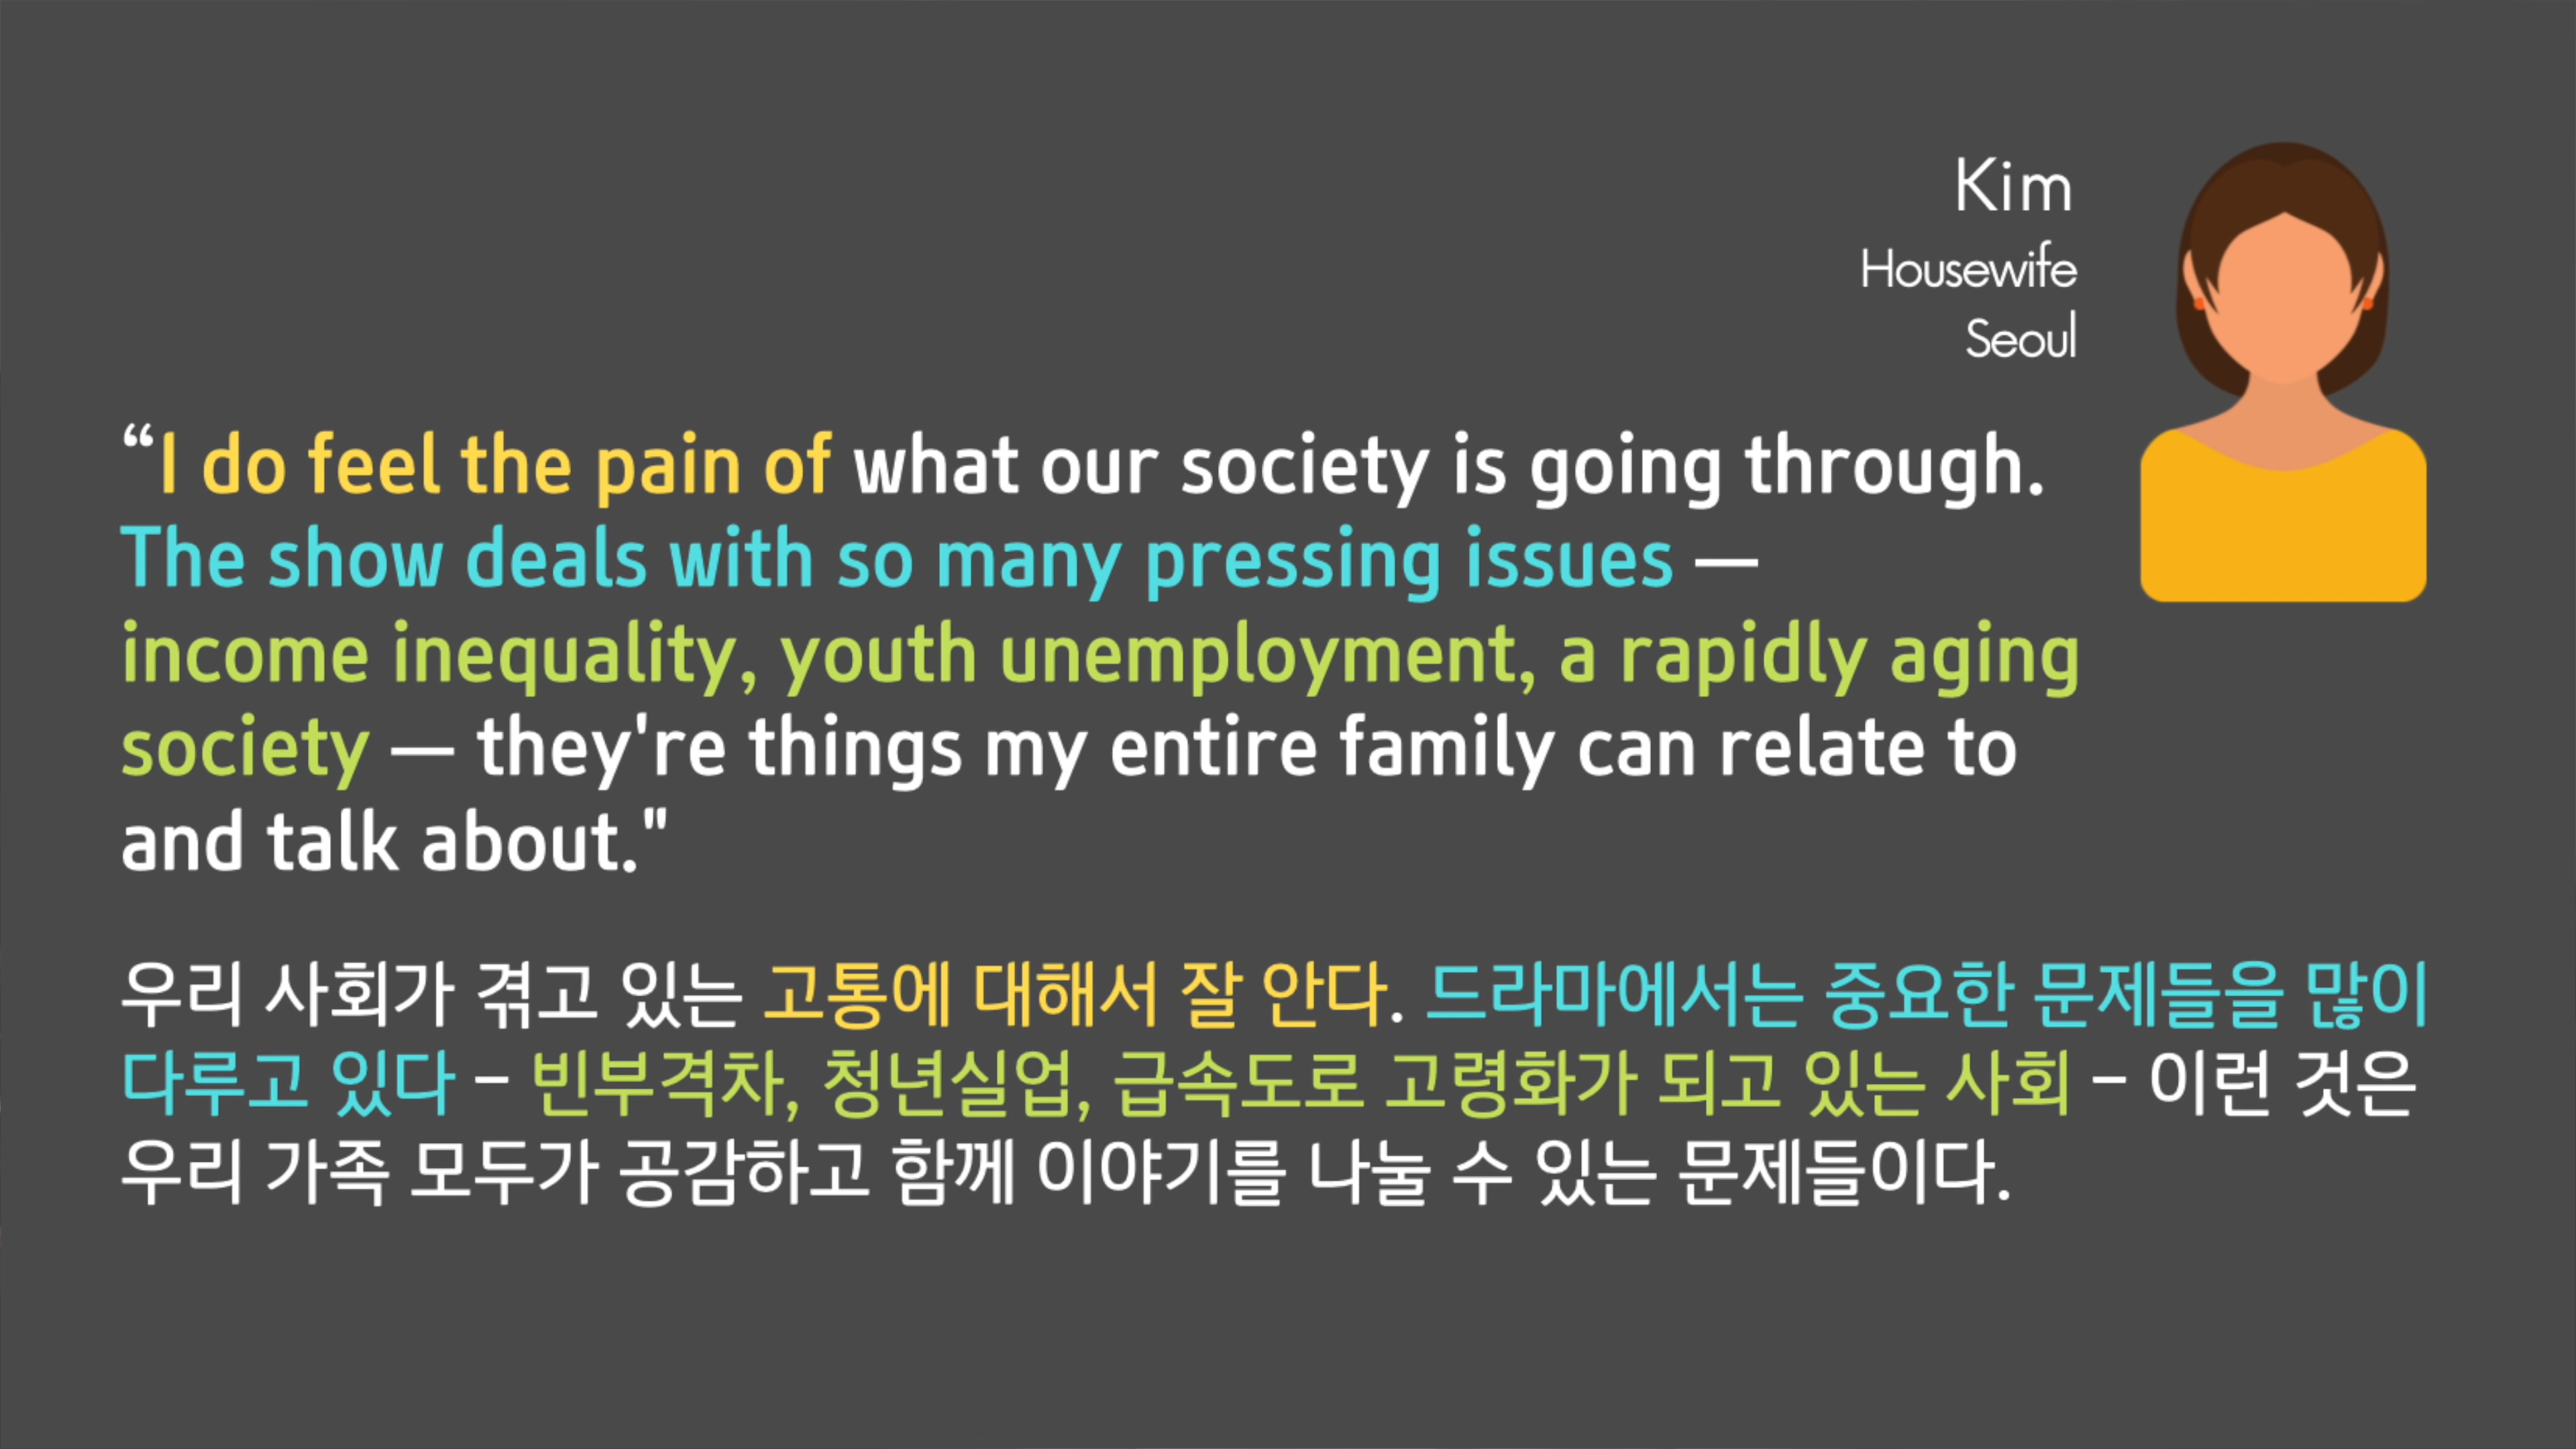 Kim
Housewife
Seoul
“I do feel the pain of what our society is going through.
The show deals with so many pressing issues —
income inequality, youth unemployment, a rapidly aging
society — they're things my entire family can relate to
and talk about."
우리 사회가 겪고 있는 고통에 대해서 잘 안다. 드라마에서는 중요한 문제들을 많이
다루고 있다 – 빈부격차, 청년실업, 급속도로 고령화가 되고 있는 사회 – 이런 것은
우리 가족 모두가 공감하고 함께 이야기를 나눌 수 있는 문제들이다.